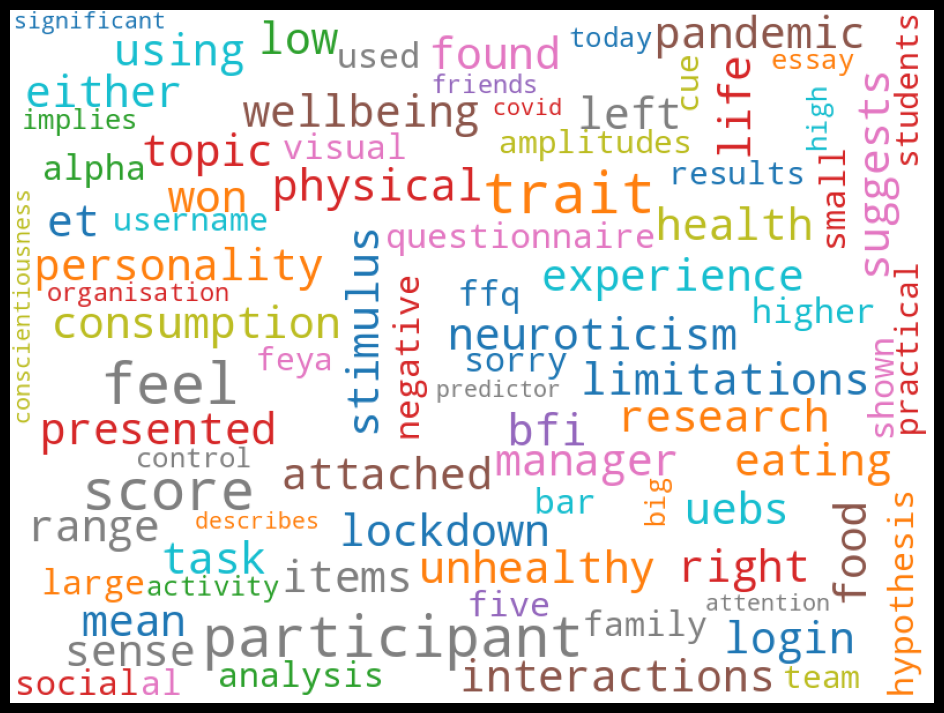 significant
using
low
used
found
today
pandemic
students
either
friends
cue
life
essay
implies
wellbeing
covid
left
high
suggests
topic
visual
amplitudes
alpha
physical
trait
results
small
won
et
username
questionnaire
health
conscientiousness
personality
stimulus
experience
organisation
negative
ffq
higher
practical
consumption
neuroticism
feya
sorry
shown
feel
predictor
limitations
presented
bfi
research
control
attached
manager
eating
score
bar
big
uebs
food
hypothesis
range
describes
lockdown
task
items
unhealthy
right
large
activity
five
attention
mean
participant
family
login
sense
social
al
analysis
interactions
team